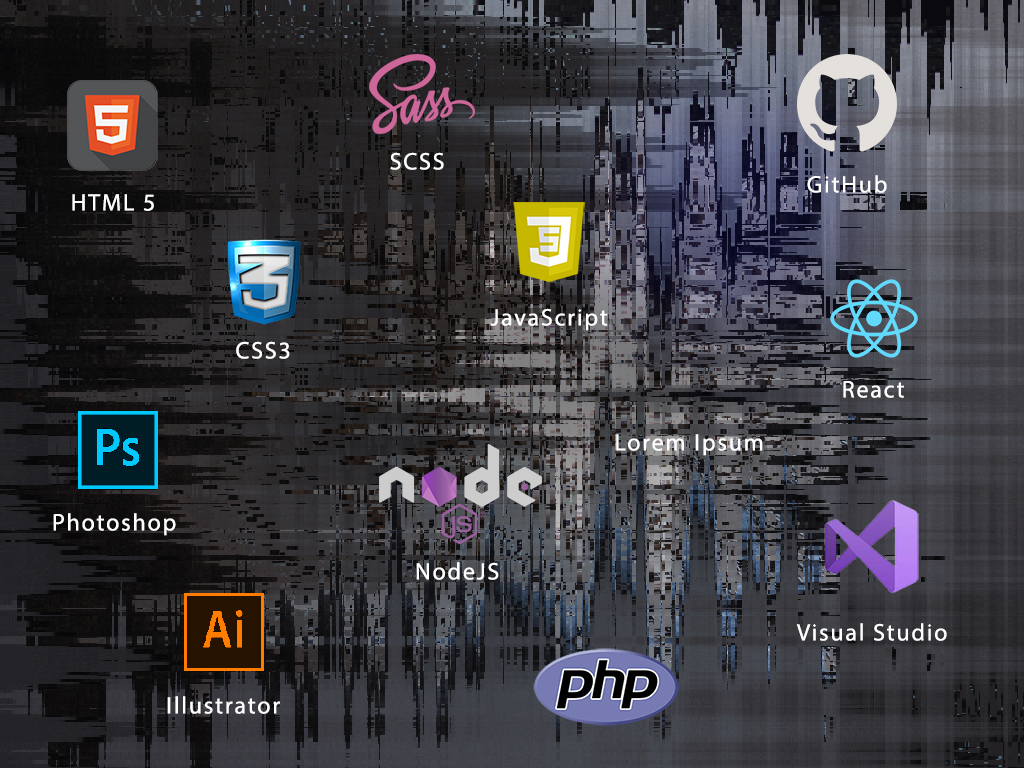 5
HTML 5
Sass
SCSS
GitHub
3
CSS3
JS
JavaScript
React
Ps
Photoshop
Lorem Ipsum
node
JS
NodeJS
Visual Studio
Ai
Illustrator
php